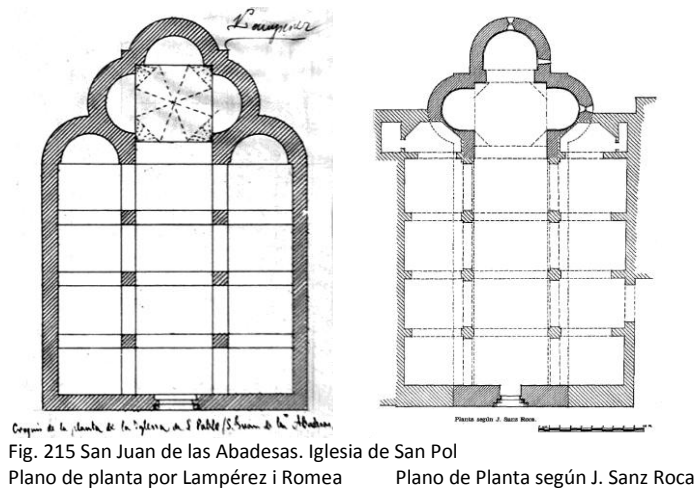 Lamperez
Croquis de la planta de la iglesia de S. Pablo/S. Juan de las Abadesas.
Planta según J. Sanz Roca.
Fig. 215 San Juan de las Abadesas. Iglesia de San Pol
Plano de planta por Lampérez i Romea Plano de Planta según J. Sanz Roca